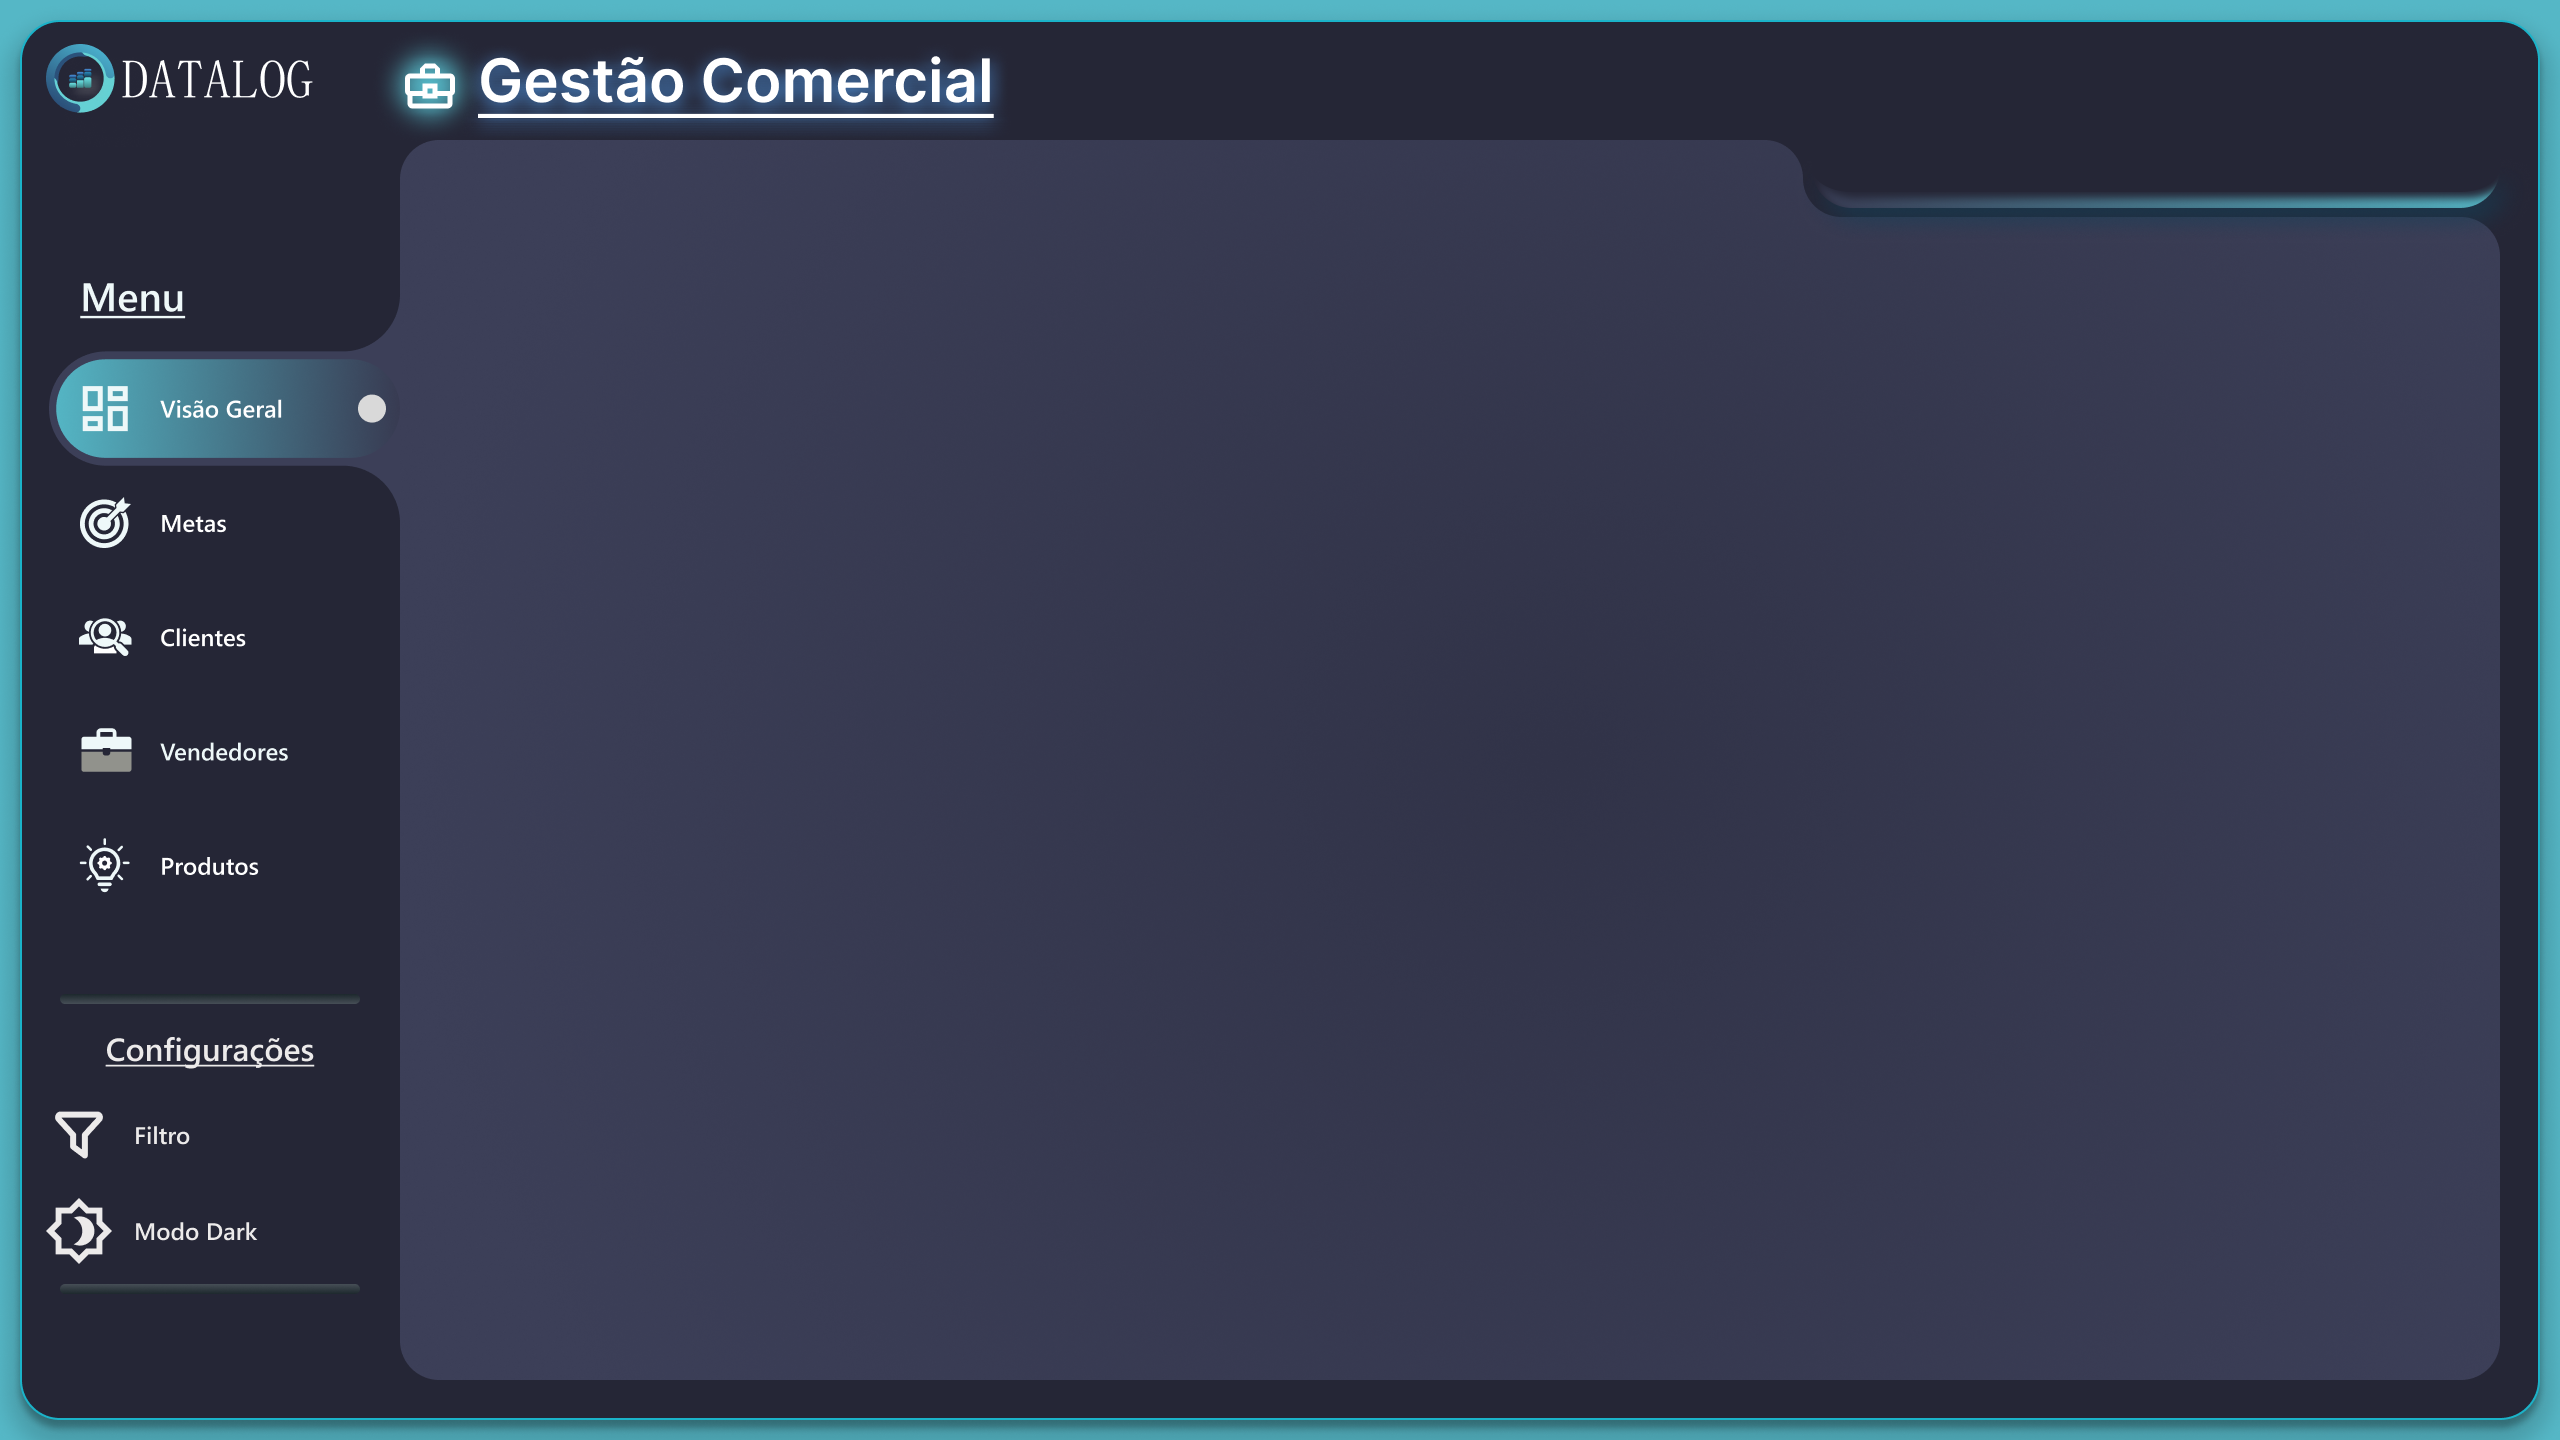 DATALOG
Gestão Comercial
Menu
Visão Geral
Metas
Clientes
Vendedores
Produtos
Configurações
Filtro
Modo Dark